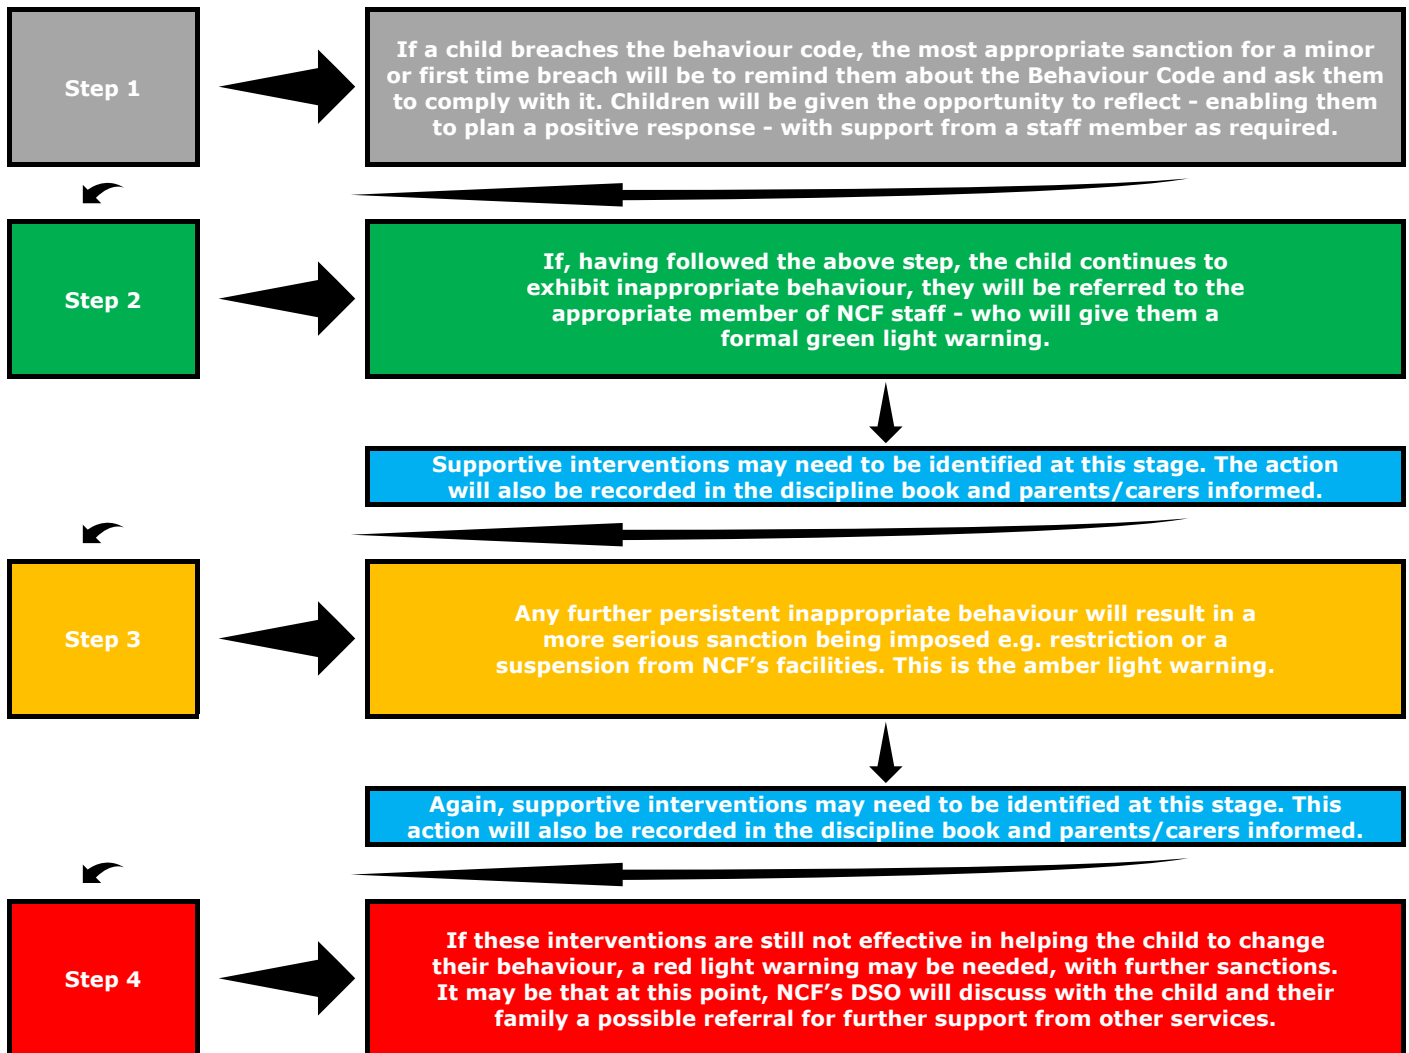 Step 1
If a child breaches the behaviour code, the most appropriate sanction for a minor
or first time breach will be to remind them about the Behaviour Code and ask them
to comply with it. Children will be given the opportunity to reflect - enabling them
to plan a positive response - with support from a staff member as required.
Step 2
If, having followed the above step, the child continues to
exhibit inappropriate behaviour, they will be referred to the
appropriate member of NCF staff - who will give them a
formal green light warning.
Supportive interventions may need to be identified at this stage. The action
will also be recorded in the discipline book and parents/carers informed.
Step 3
Any further persistent inappropriate behaviour will result in a
more serious sanction being imposed e.g. restriction or a
suspension from NCF’s facilities. This is the amber light warning.
Again, supportive interventions may need to be identified at this stage. This
action will also be recorded in the discipline book and parents/carers informed.
Step 4
If these interventions are still not effective in helping the child to change
their behaviour, a red light warning may be needed, with further sanctions.
It may be that at this point, NCF’s DSO will discuss with the child and their
family a possible referral for further support from other services.